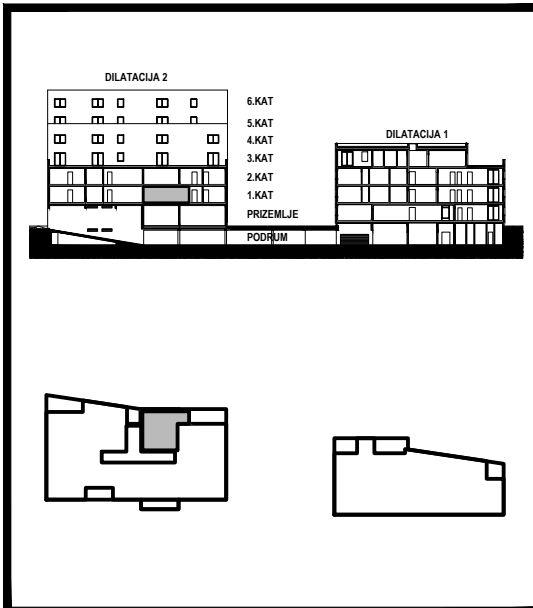 DILATACIJA 2
6.KAT
5.KAT
4.KAT
DILATACIJA 1
3.KAT
2.KAT
1.KAT
PRIZEMLJE
PODRUM